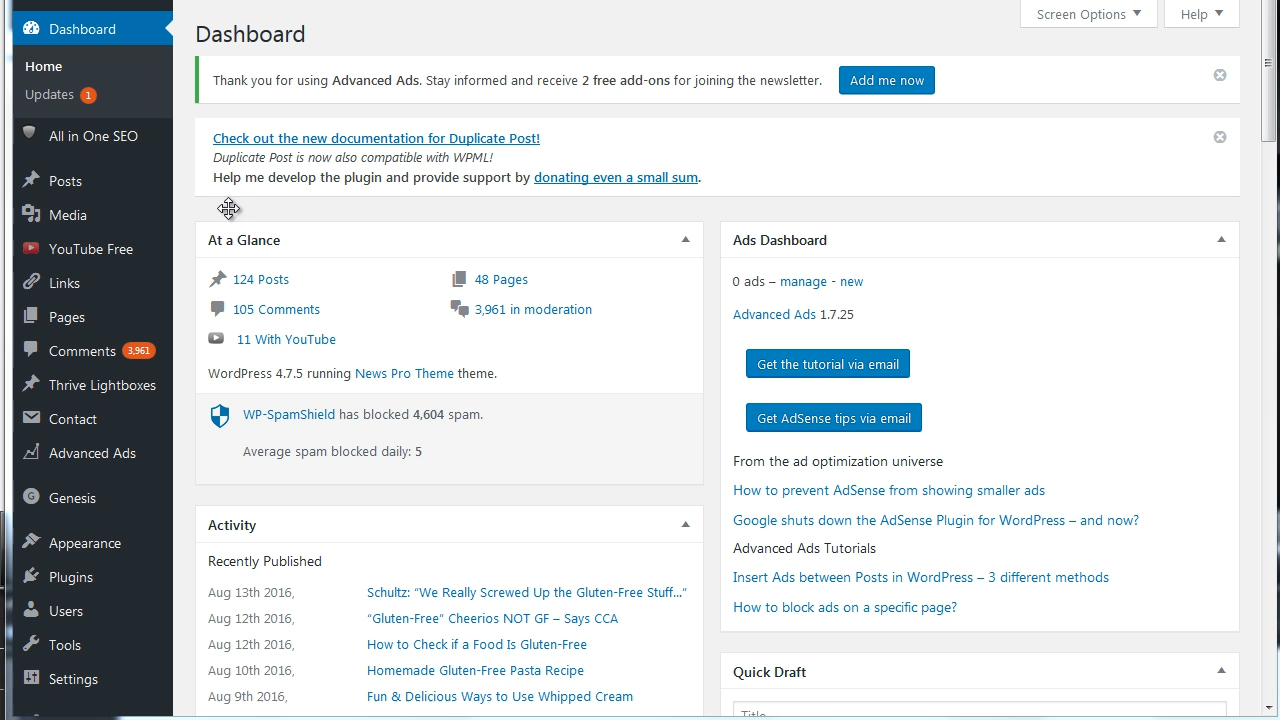 Dashboard
Home
Updates 1
All in One SEO
Posts
Media
YouTube Free
Links
Pages
Comments 3,961
Thrive Lightboxes
Contact
Advanced Ads
Genesis
Appearance
Plugins
Users
Tools
Settings
Screen Options
Help
Dashboard
Thank you for using Advanced Ads. Stay informed and receive 2 free add-ons for joining the newsletter. Add me now
Check out the new documentation for Duplicate Post!
Duplicate Post is now also compatible with WPML!
Help me develop the plugin and provide support by donating even a small sum.
At a Glance
124 Posts
48 Pages
105 Comments
3,961 in moderation
11 With YouTube
WordPress 4.7.5 running News Pro Theme theme.
WP-SpamShield has blocked 4,604 spam.
Average spam blocked daily: 5
Activity
Recently Published
Aug 13th 2016, Schultz: “We Really Screwed Up the Gluten-Free Stuff...”
Aug 12th 2016, “Gluten-Free” Cheerios NOT GF – Says CCA
Aug 12th 2016, How to Check if a Food Is Gluten-Free
Aug 10th 2016, Homemade Gluten-Free Pasta Recipe
Aug 9th 2016, Fun & Delicious Ways to Use Whipped Cream
Ads Dashboard
0 ads – manage - new
Advanced Ads 1.7.25
Get the tutorial via email
Get AdSense tips via email
From the ad optimization universe
How to prevent AdSense from showing smaller ads
Google shuts down the AdSense Plugin for WordPress – and now?
Advanced Ads Tutorials
Insert Ads between Posts in WordPress – 3 different methods
How to block ads on a specific page?
Quick Draft
Title